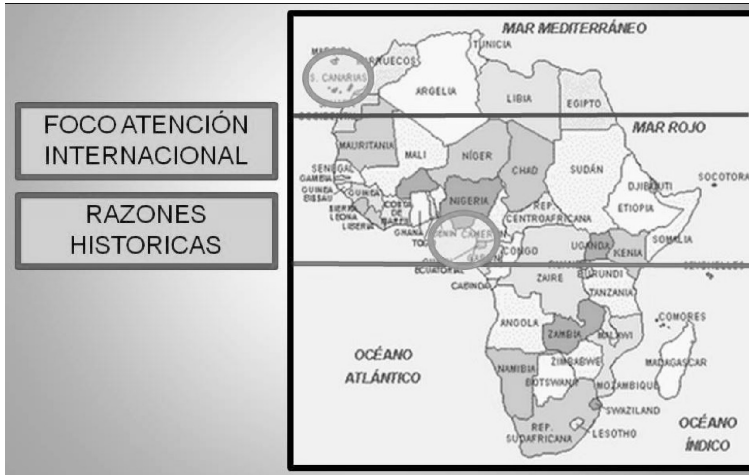 FOCO ATENCIÓN
INTERNACIONAL
RAZONES
HISTORICAS
MAR MEDITERRÁNEO
TUNICIA
MARRUECOS
S. CANARIAS
ARGELIA
LIBIA
EGIPTO
MAR ROJO
MAURITANIA
MALI
NÍGER
CHAD
SUDÁN
SENEGAL
GAMBIA
GUINEA
BISSAU
GUINEA
SIERRA
LEONA
LIBERIA
COSTA
DE
GHANA
NIGERIA
REP.
CENTROAFRICANA
DJIBOUTI
SOCOTORA
ETIOPIA
SOMALIA
CONGO
UGANDA
KENIA
ECUATORIAL
CABINDA
ZAIRE
BURUNDI
TANZANIA
ANGOLA
ZAMBIA
MALAWI
COMORES
MADAGASCAR
OCÉANO
ATLÁNTICO
NAMIBIA
ZIMBABWE
BOTSWANA
MOZAMBIQUE
SWAZILAND
REP.
SUDAFRICANA
LESOTHO
OCÉANO
ÍNDICO